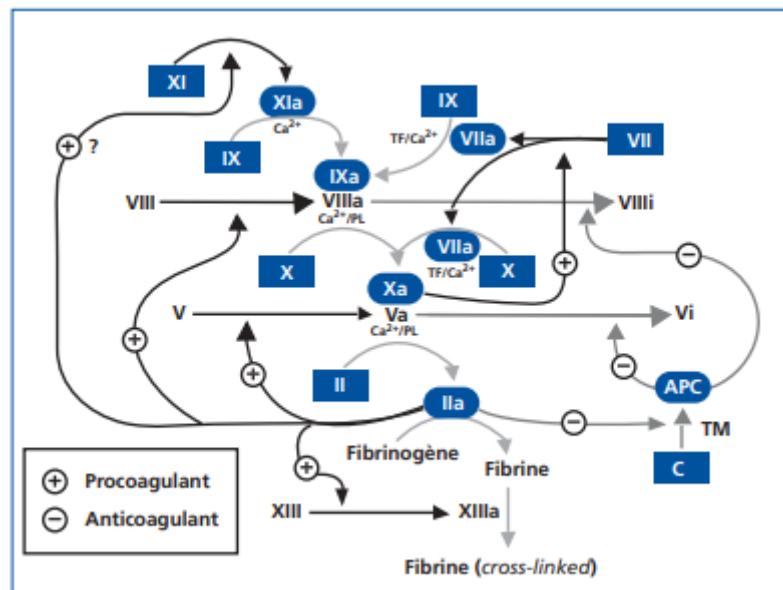 XI
XIa
Ca²⁺
IX
IX
TF/Ca²⁺
VIIa
VII
+ ?
IXa
VIII
VIIIa
VIIIi
Ca²⁺/PL
X
VIIa
TF/Ca²⁺
X
−
+
Xa
+
V
Va
Vi
Ca²⁺/PL
+
II
−
APC
IIa
−
TM
C
Fibrinogène
Fibrine
+
XIII
XIIIa
+ Procoagulant
− Anticoagulant
Fibrine (cross-linked)